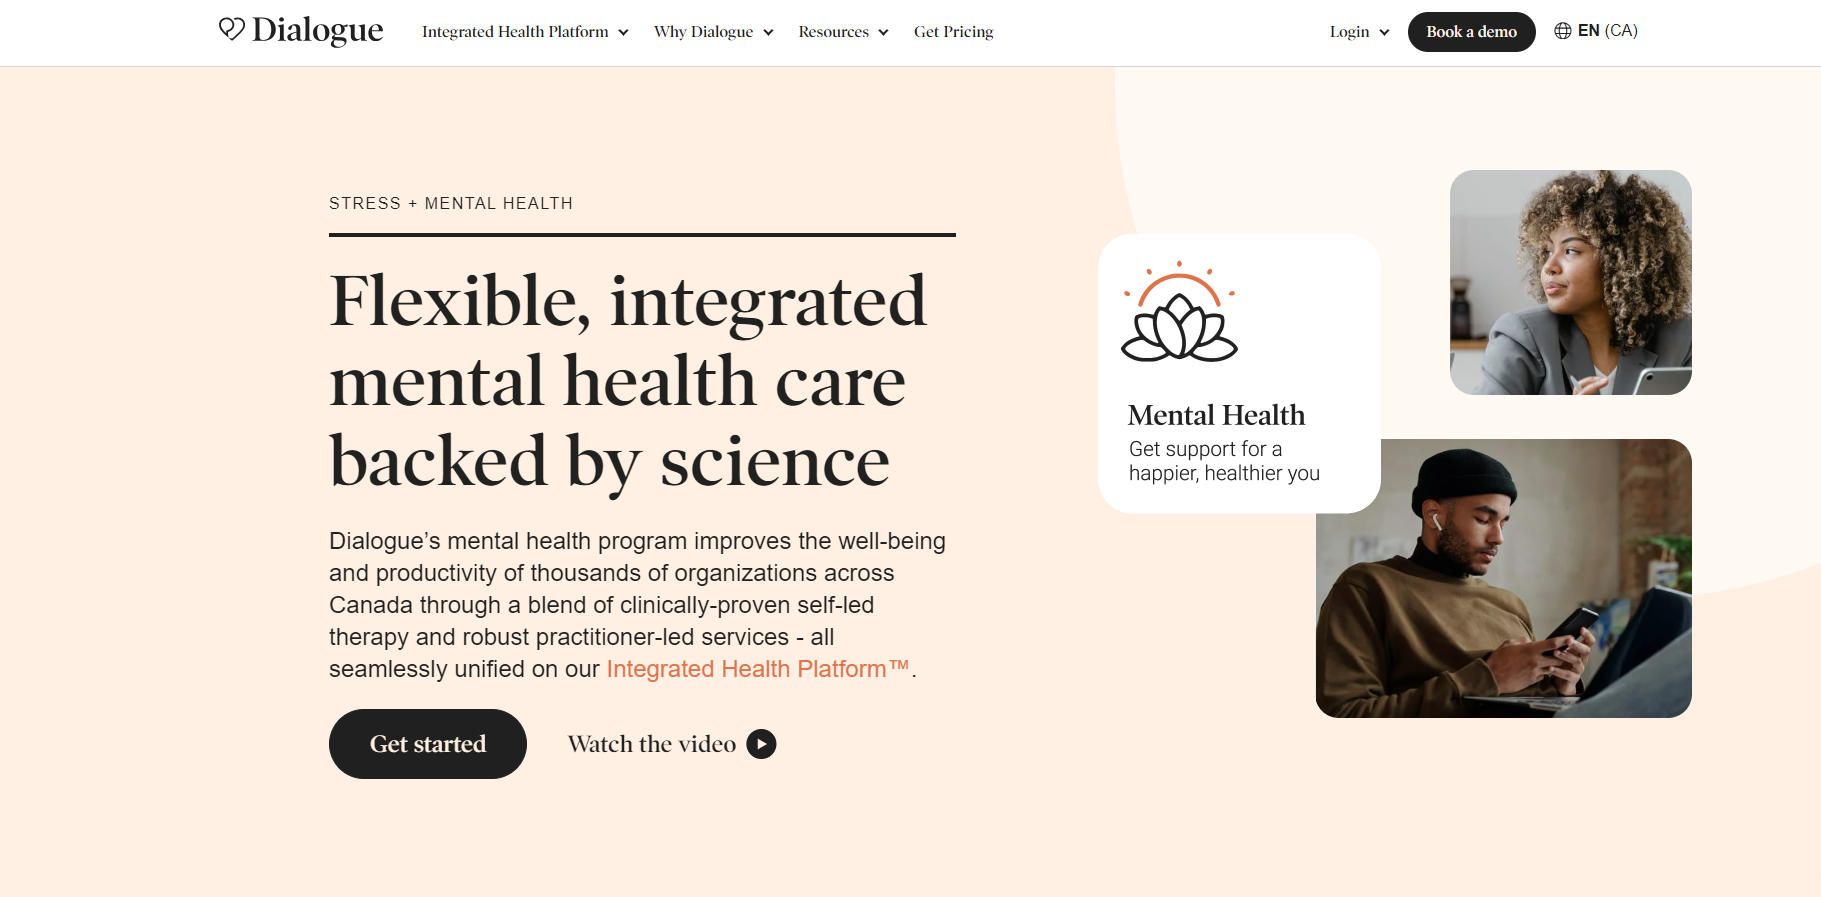 Dialogue
Integrated Health Platform
Why Dialogue
Resources
Get Pricing
Login
Book a demo
EN (CA)
STRESS + MENTAL HEALTH
Flexible, integrated
mental health care
backed by science
Dialogue’s mental health program improves the well-being
and productivity of thousands of organizations across
Canada through a blend of clinically-proven self-led
therapy and robust practitioner-led services - all
seamlessly unified on our Integrated Health Platform™.
Get started
Watch the video
Mental Health
Get support for a
happier, healthier you